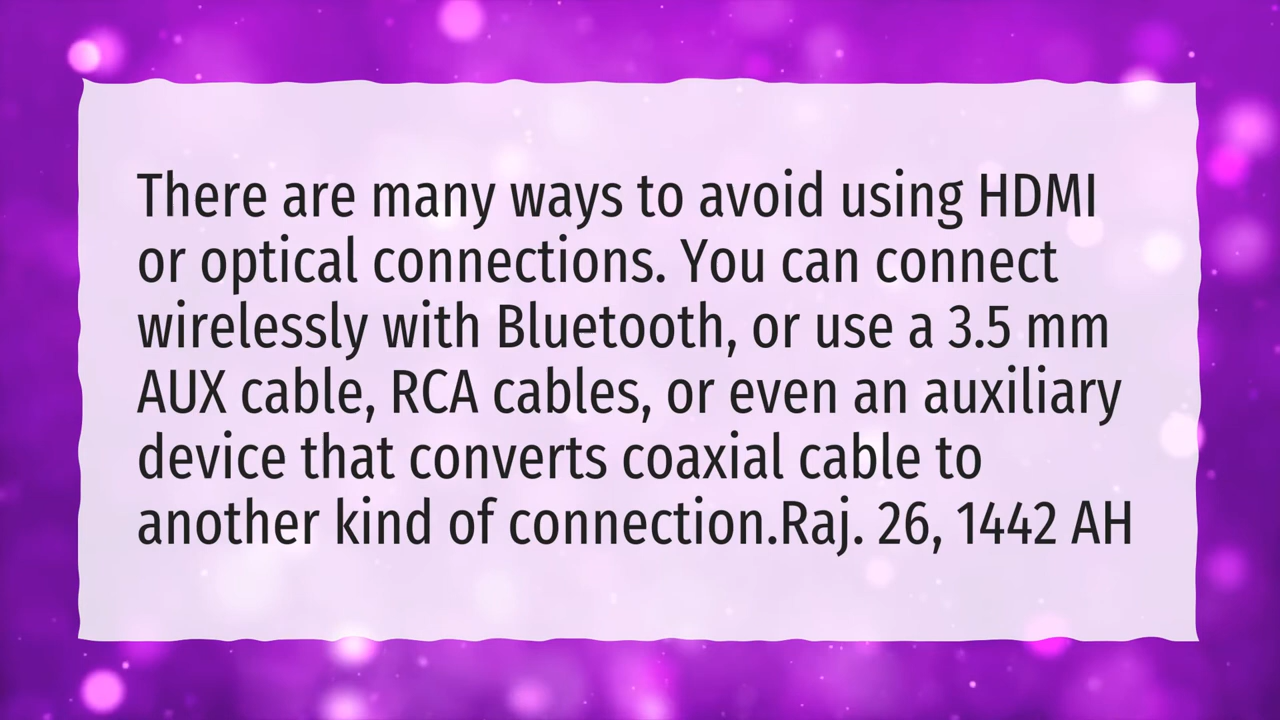 There are many ways to avoid using HDMI
or optical connections. You can connect
wirelessly with Bluetooth, or use a 3.5 mm
AUX cable, RCA cables, or even an auxiliary
device that converts coaxial cable to
another kind of connection.Raj. 26, 1442 AH